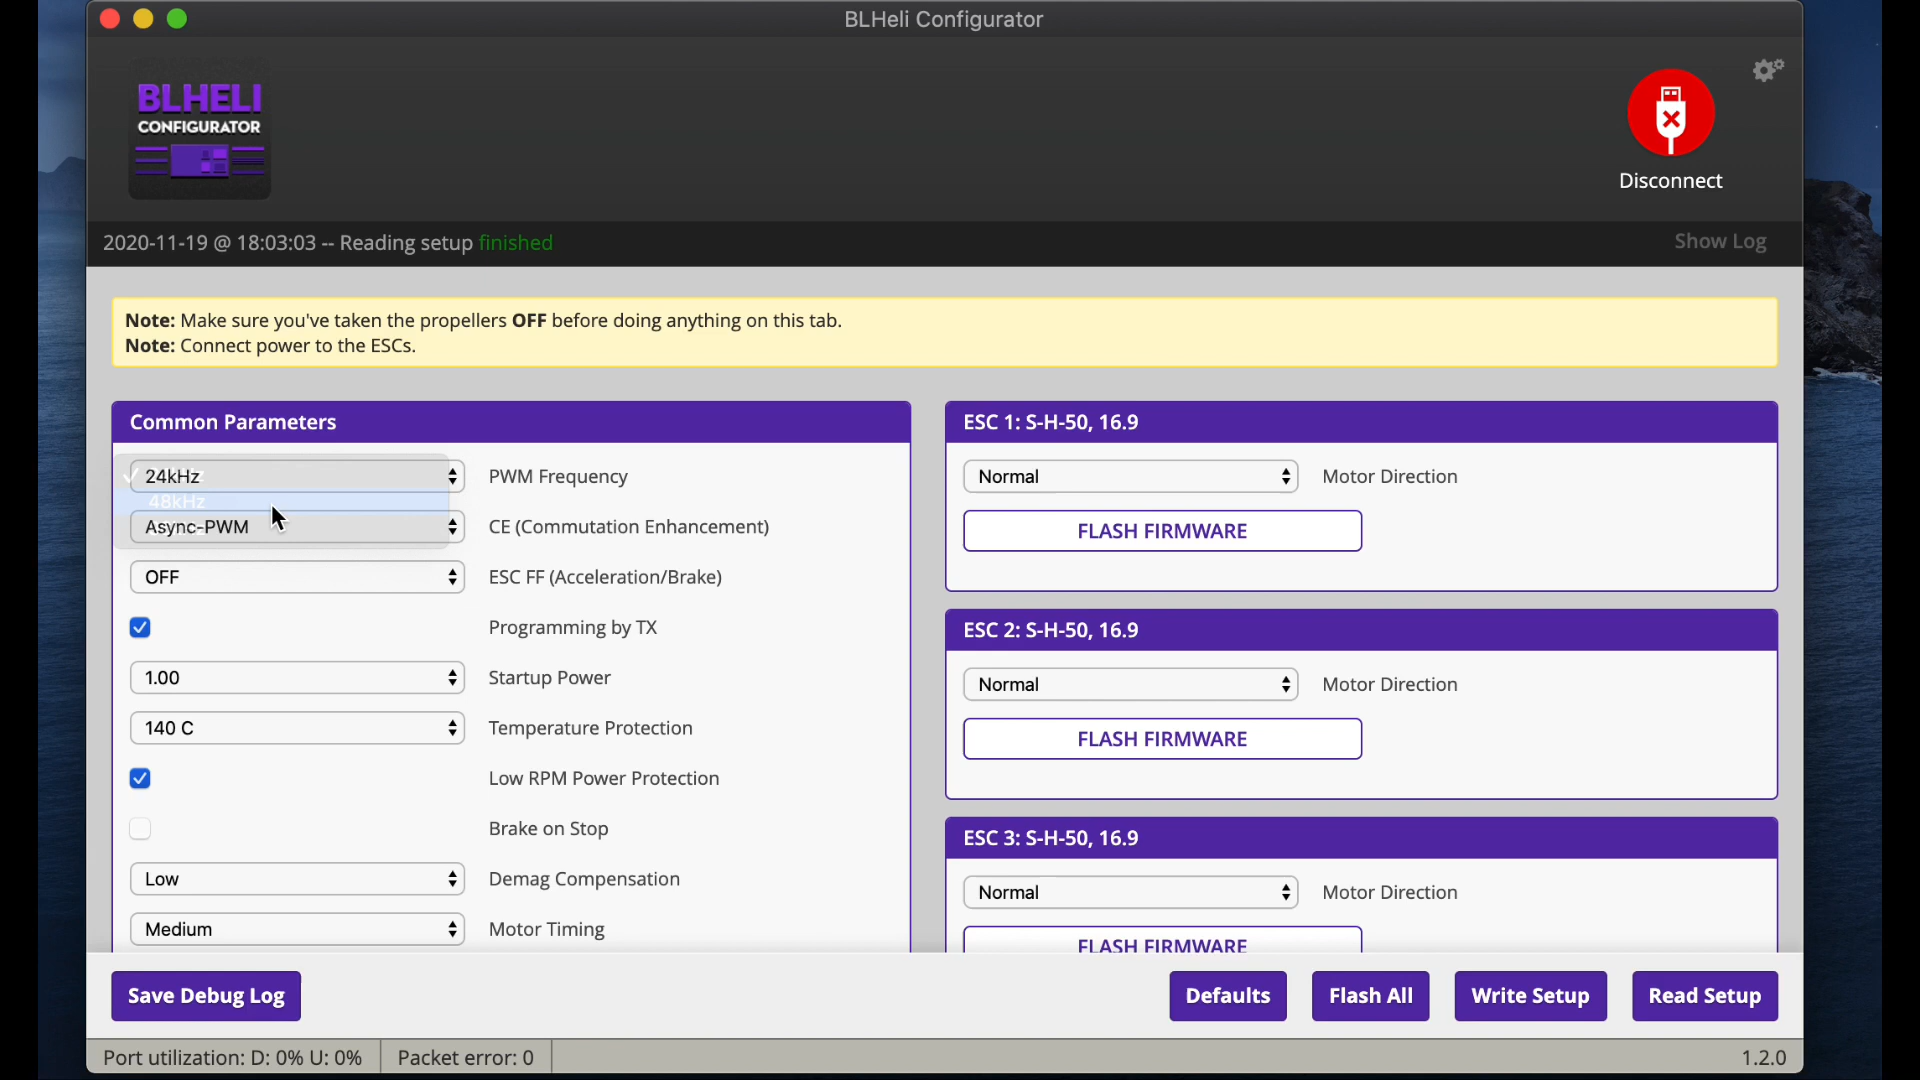 BLHeli Configurator
BLHELI
CONFIGURATOR
Disconnect
2020-11-19 @ 18:03:03 -- Reading setup finished
Show Log
Note: Make sure you've taken the propellers OFF before doing anything on this tab.
Note: Connect power to the ESCs.
Common Parameters
24kHz PWM Frequency
48kHz
Async-PWM CE (Commutation Enhancement)
OFF ESC FF (Acceleration/Brake)
Programming by TX
1.00 Startup Power
140 C Temperature Protection
Low RPM Power Protection
Brake on Stop
Low Demag Compensation
Medium Motor Timing
ESC 1: S-H-50, 16.9
Normal Motor Direction
FLASH FIRMWARE
ESC 2: S-H-50, 16.9
Normal Motor Direction
FLASH FIRMWARE
ESC 3: S-H-50, 16.9
Normal Motor Direction
FLASH FIRMWARE
Save Debug Log
Defaults Flash All Write Setup Read Setup
Port utilization: D: 0% U: 0% Packet error: 0 1.2.0